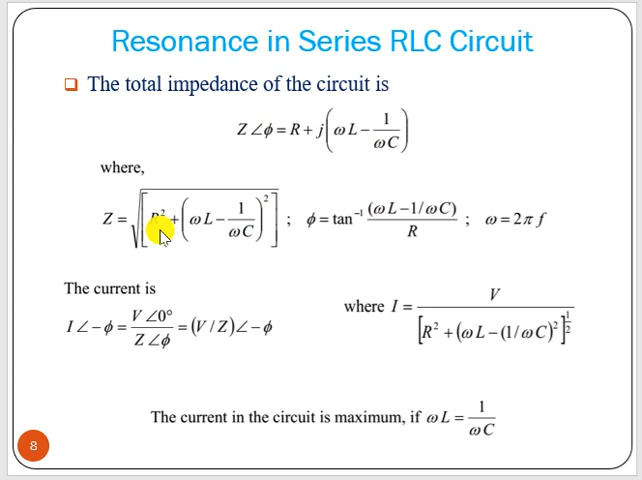 Resonance in Series RLC Circuit
The total impedance of the circuit is
Z∠ϕ = R + j(ωL − 1/ωC)
where,
Z = √[R² + (ωL − 1/ωC)²] ; ϕ = tan⁻¹ (ωL − 1/ωC)/R ; ω = 2πf
The current is
I∠−ϕ = V∠0°/Z∠ϕ = (V/Z)∠−ϕ
where I = V/[R² + (ωL − (1/ωC)²]^½
The current in the circuit is maximum, if ωL = 1/ωC
8